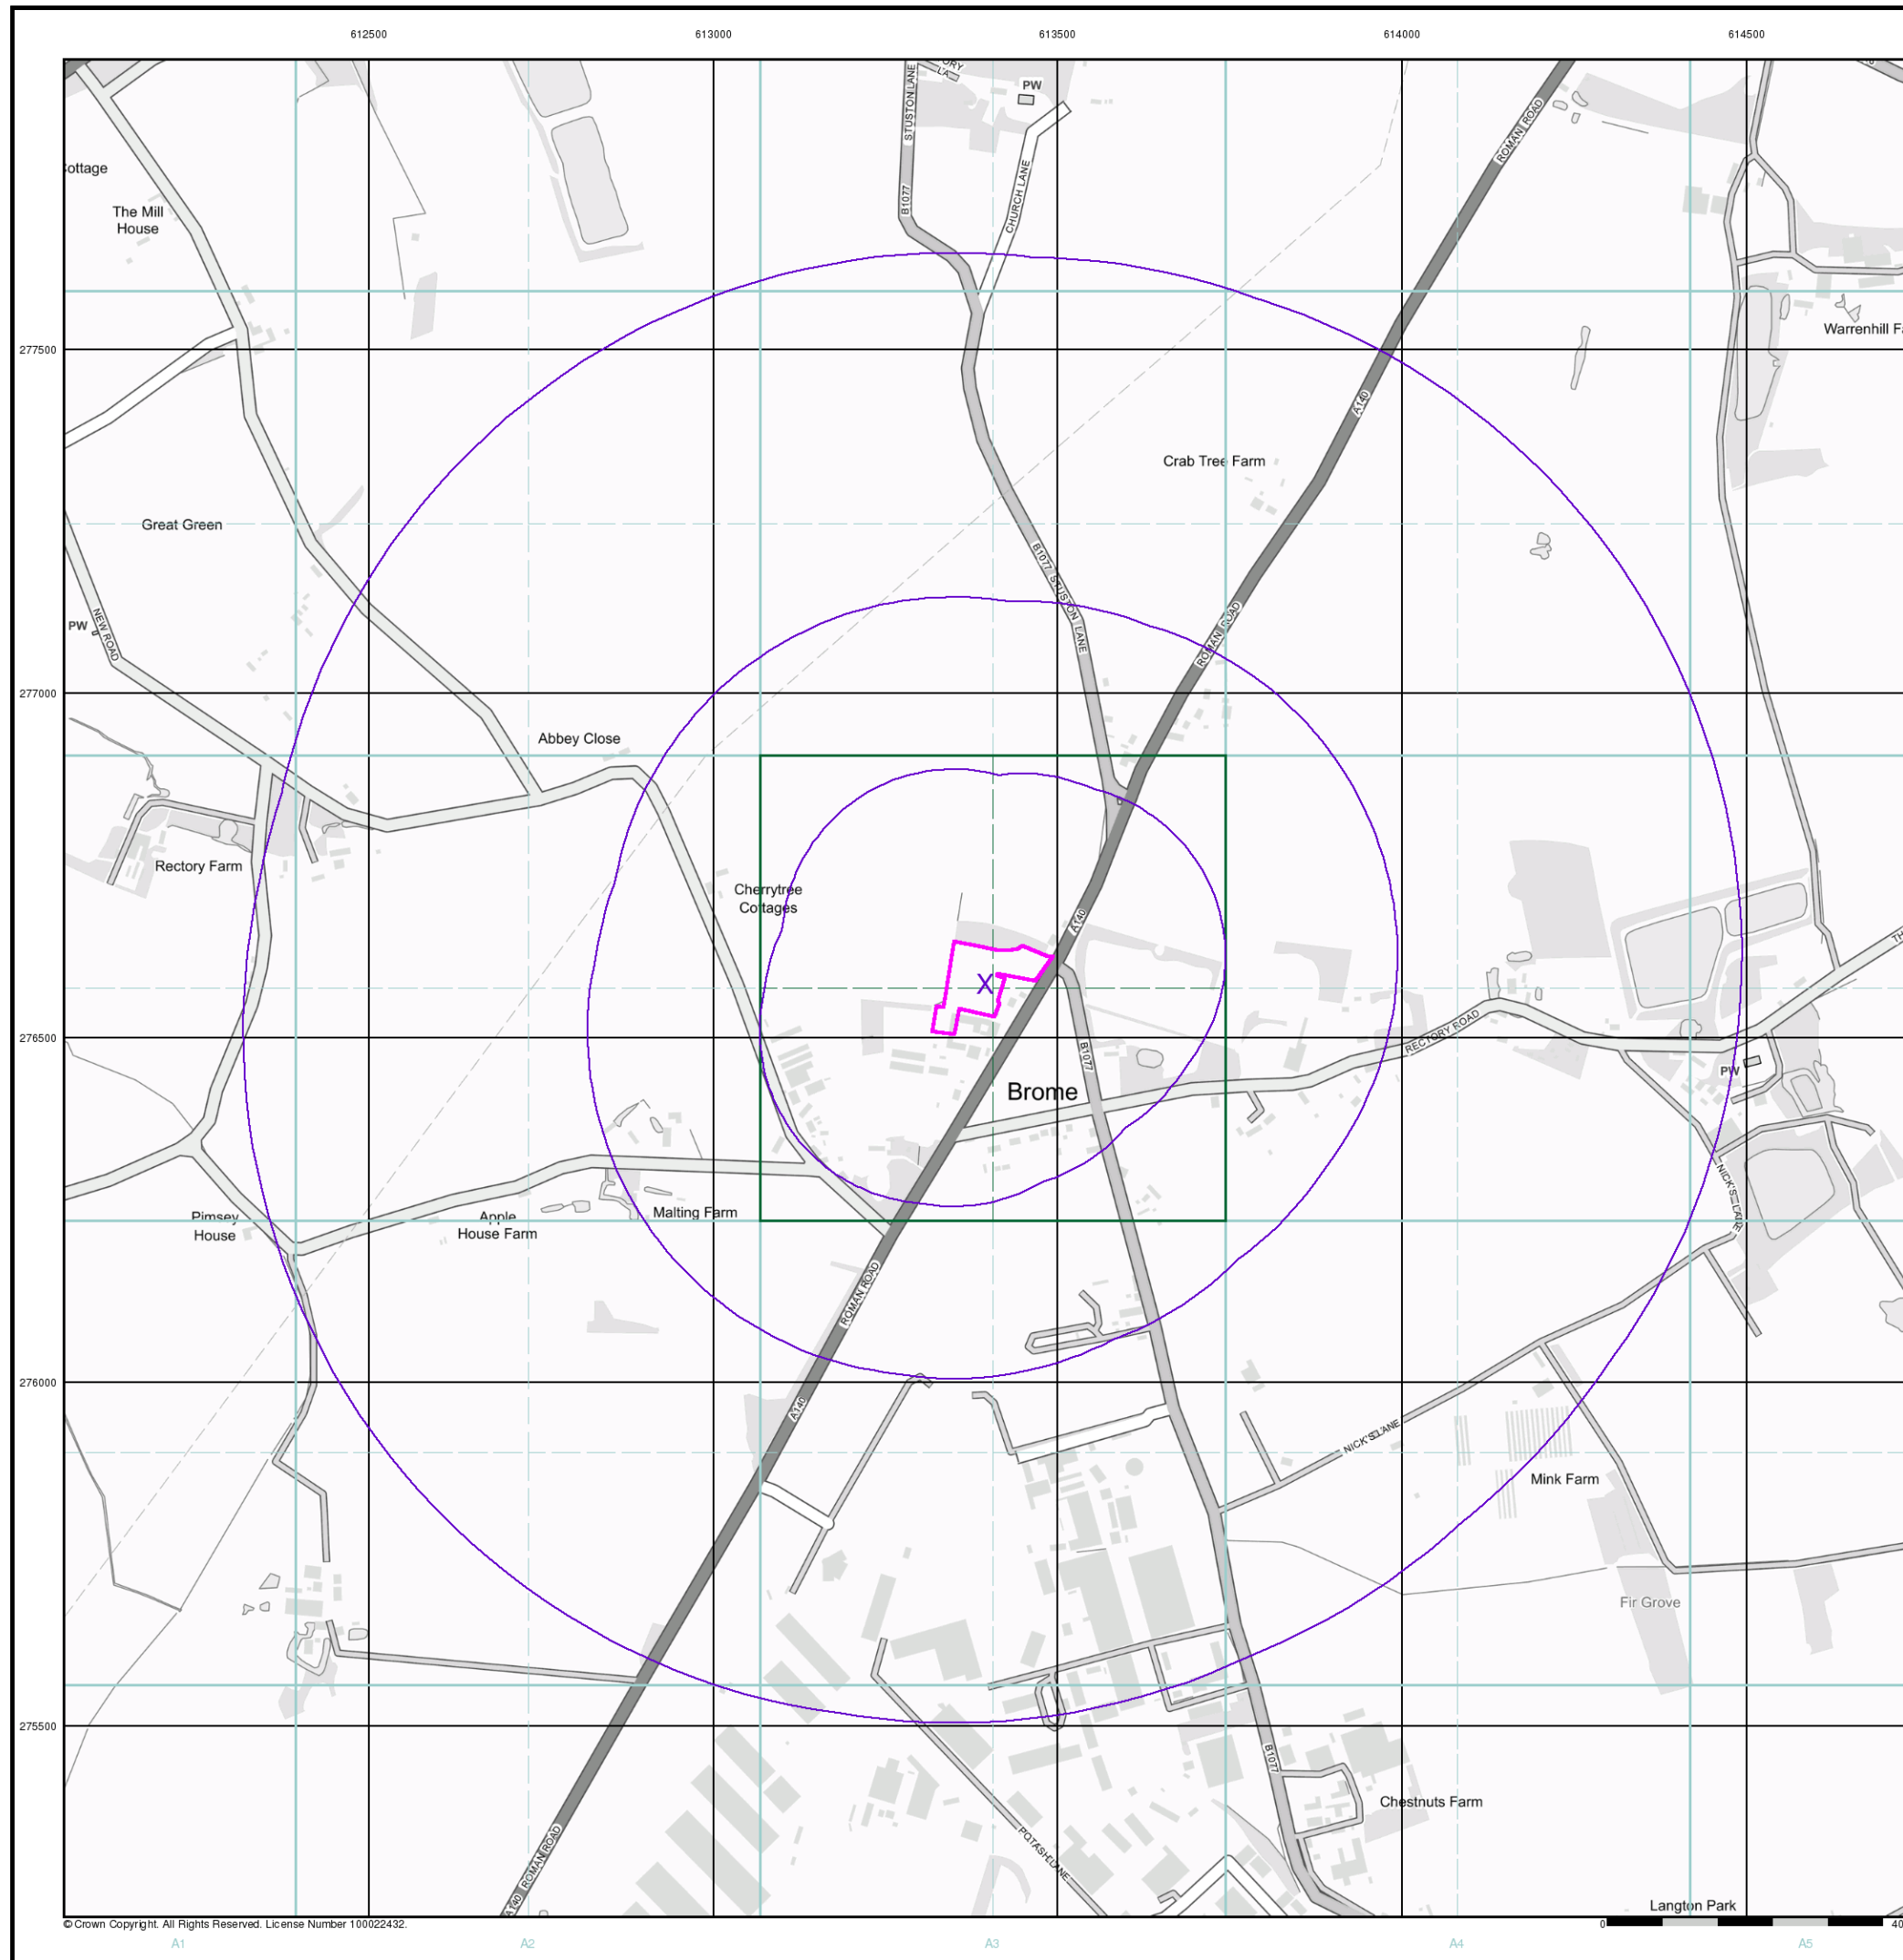 612500 613000 613500 614000 614500
PW
STUSTON LANE
ROMAN ROAD
Cottage
B1077
CHURCH LANE
The Mill
House
Warrenhill
277500
A140
Crab Tree Farm
Great Green
B1077 STUSTON LANE
PW
NEW ROAD
ROMAN ROAD
277000
Abbey Close
Rectory Farm
Cherrytree
Cottages
A140
X
276500
RECTORY ROAD
B1077
PW
Brome
NICK'S LANE
Pimsey
House
Apple
House Farm
Malting Farm
ROMAN ROAD
276000
A140
NICK'S LANE
Mink Farm
Fir Grove
275500
B1077
Chestnuts Farm
POTASH LANE
A140 ROMAN ROAD
Langton Park
© Crown Copyright. All Rights Reserved. License Number 100022432.
0 40
A1 A2 A3 A4 A5